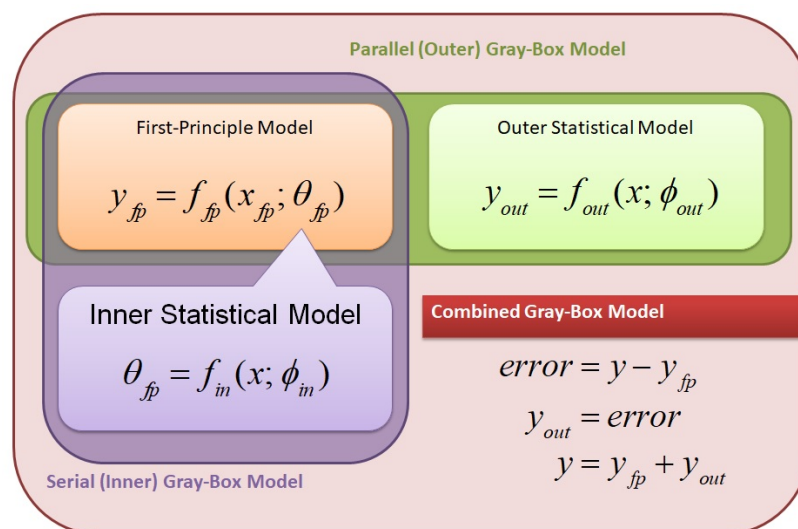 Parallel (Outer) Gray-Box Model
First-Principle Model
y_fp = f_fp(x_fp; θ_fp)
Outer Statistical Model
y_out = f_out(x; ϕ_out)
Inner Statistical Model
θ_fp = f_in(x; ϕ_in)
Serial (Inner) Gray-Box Model
Combined Gray-Box Model
error = y − y_fp
y_out = error
y = y_fp + y_out